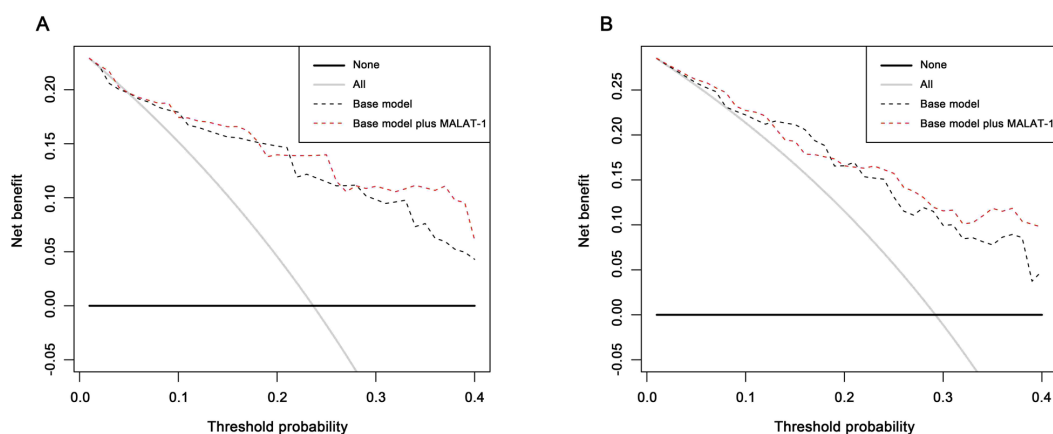 A
None
All
Base model
Base model plus MALAT-1
Net benefit
0.20
0.15
0.10
0.05
0.00
-0.05
0.0 0.1 0.2 0.3 0.4
Threshold probability
B
None
All
Base model
Base model plus MALAT-1
Net benefit
0.25
0.20
0.15
0.10
0.05
0.00
-0.05
0.0 0.1 0.2 0.3 0.4
Threshold probability